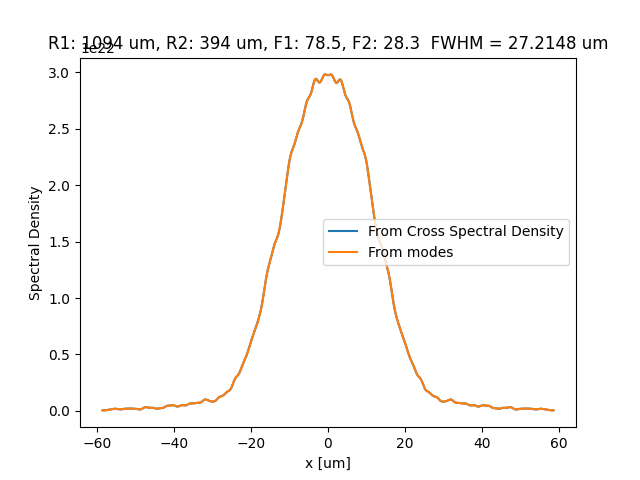 R1: 1094 um, R2: 394 um, F1: 78.5, F2: 28.3  FWHM = 27.2148 um
1e22
3.0
2.5
2.0
1.5
1.0
0.5
0.0
Spectral Density
From Cross Spectral Density
From modes
−60
−40
−20
0
20
40
60
x [um]